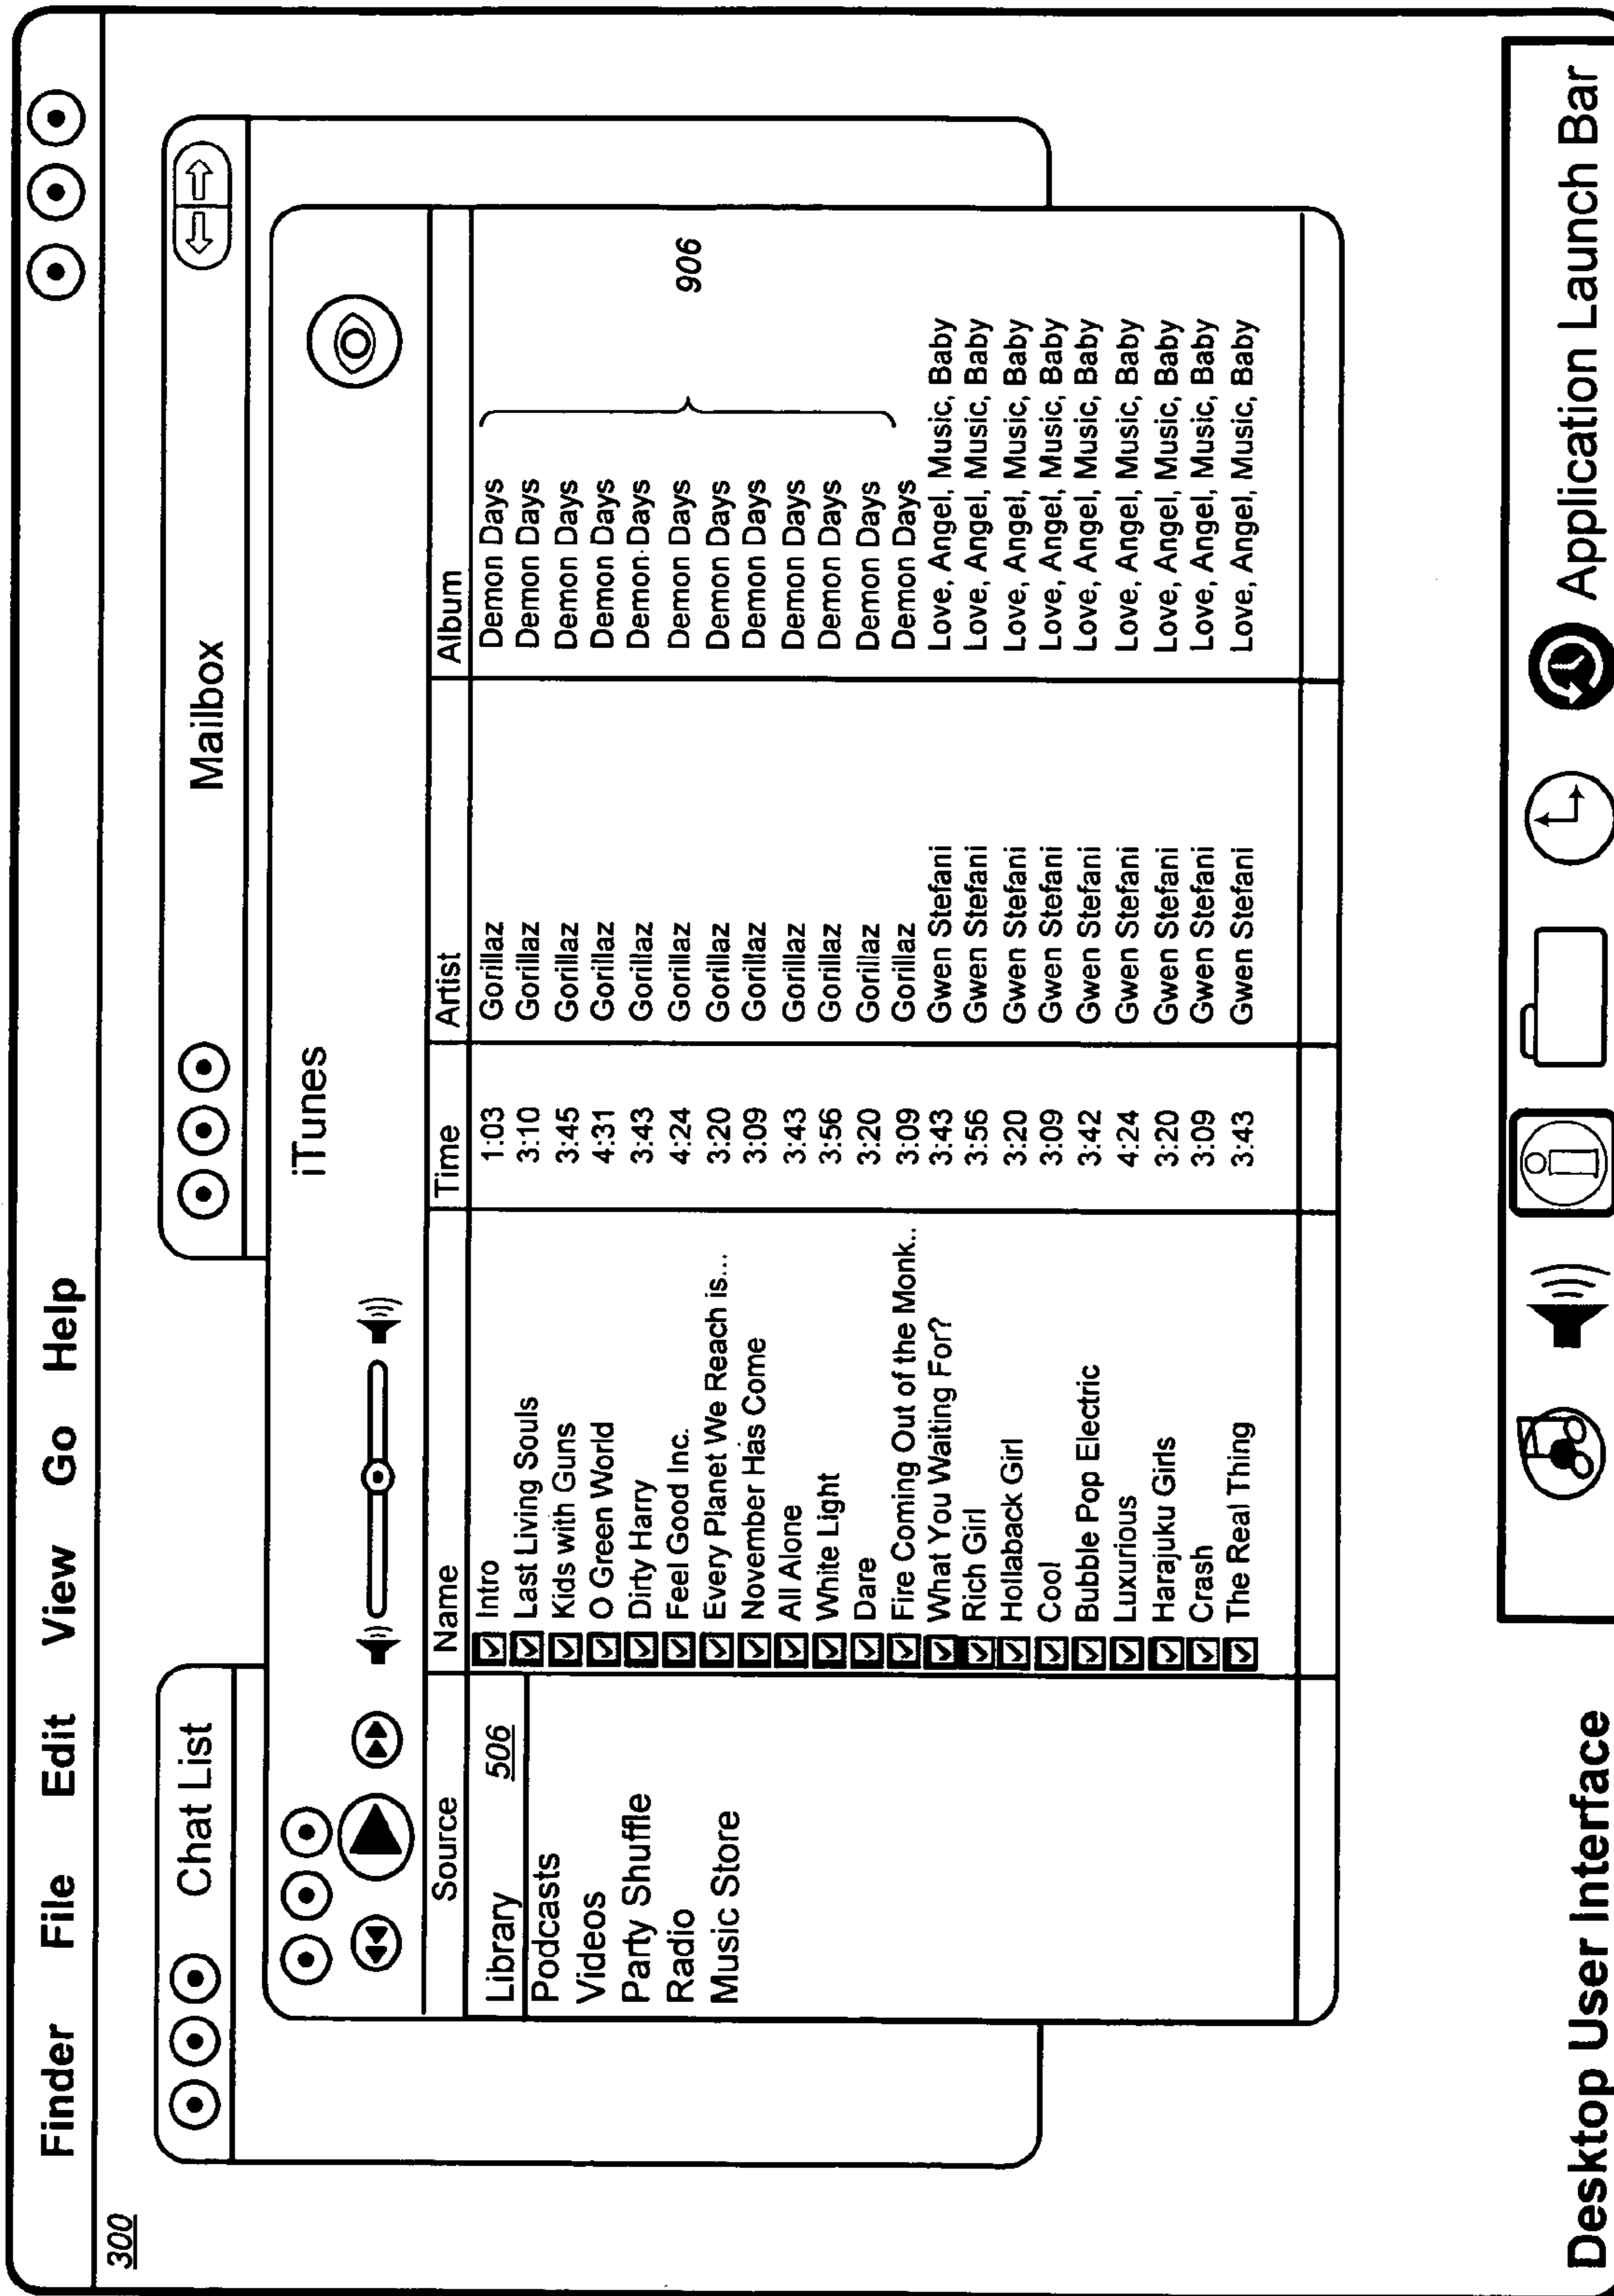 Finder File Edit View Go Help
300
Chat List
Mailbox
iTunes
Source Name Time Artist Album
Library 506
Podcasts
Videos
Party Shuffle
Radio
Music Store
Intro 1:03 Gorillaz Demon Days
Last Living Souls 3:10 Gorillaz Demon Days
Kids with Guns 3:45 Gorillaz Demon Days
O Green World 4:31 Gorillaz Demon Days
Dirty Harry 3:43 Gorillaz Demon Days
Feel Good Inc. 4:24 Gorillaz Demon Days
Every Planet We Reach is... 3:20 Gorillaz Demon Days
November Has Come 3:09 Gorillaz Demon Days
All Alone 3:43 Gorillaz Demon Days
White Light 3:56 Gorillaz Demon Days
Dare 3:20 Gorillaz Demon Days
Fire Coming Out of the Monk.. 3:09 Gorillaz Demon Days
906
What You Waiting For? 3:43 Gwen Stefani Love, Angel, Music, Baby
Rich Girl 3:56 Gwen Stefani Love, Angel, Music, Baby
Hollaback Girl 3:20 Gwen Stefani Love, Angel, Music, Baby
Cool 3:09 Gwen Stefani Love, Angel, Music, Baby
Bubble Pop Electric 3:42 Gwen Stefani Love, Angel, Music, Baby
Luxurious 4:24 Gwen Stefani Love, Angel, Music, Baby
Harajuku Girls 3:20 Gwen Stefani Love, Angel, Music, Baby
Crash 3:09 Gwen Stefani Love, Angel, Music, Baby
The Real Thing 3:43 Gwen Stefani Love, Angel, Music, Baby
Desktop User Interface
Application Launch Bar